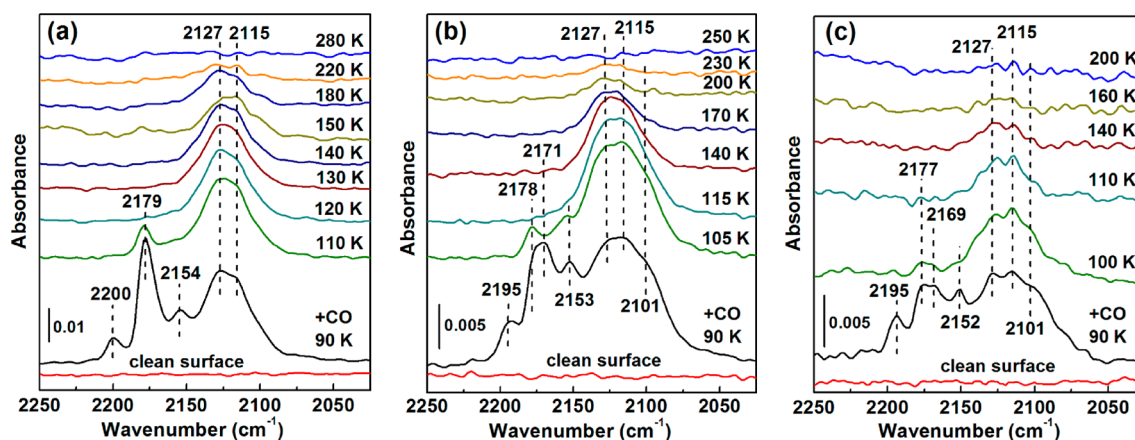 (a)
2127 2115
280 K
220 K
180 K
150 K
140 K
130 K
120 K
110 K
2179
2200
2154
0.01
+CO
90 K
clean surface
Absorbance
2250 2200 2150 2100 2050
Wavenumber (cm-1)
(b)
2127 2115
250 K
230 K
200 K
170 K
140 K
115 K
105 K
2171
2178
2195
2153
2101
0.005
+CO
90 K
clean surface
Absorbance
2250 2200 2150 2100 2050
Wavenumber (cm-1)
(c)
2115
2127
200 K
160 K
140 K
110 K
100 K
2177
2169
2195
2152
2101
0.005
+CO
90 K
clean surface
Absorbance
2250 2200 2150 2100 2050
Wavenumber (cm-1)